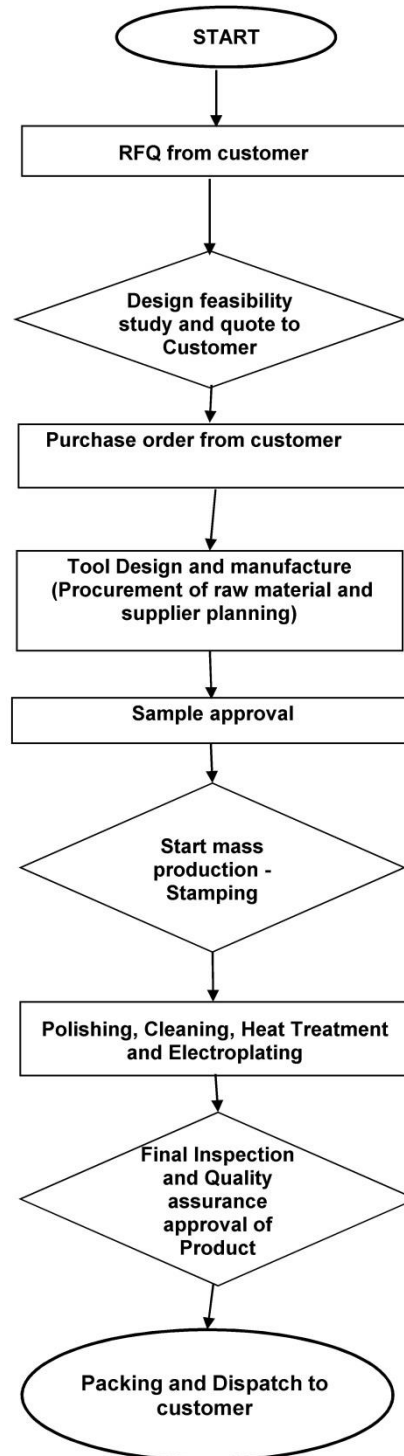 START
RFQ from customer
Design feasibility
study and quote to
Customer
Purchase order from customer
Tool Design and manufacture
(Procurement of raw material and
supplier planning)
Sample approval
Start mass
production -
Stamping
Polishing, Cleaning, Heat Treatment
and Electroplating
Final Inspection
and Quality
assurance
approval of
Product
Packing and Dispatch to
customer